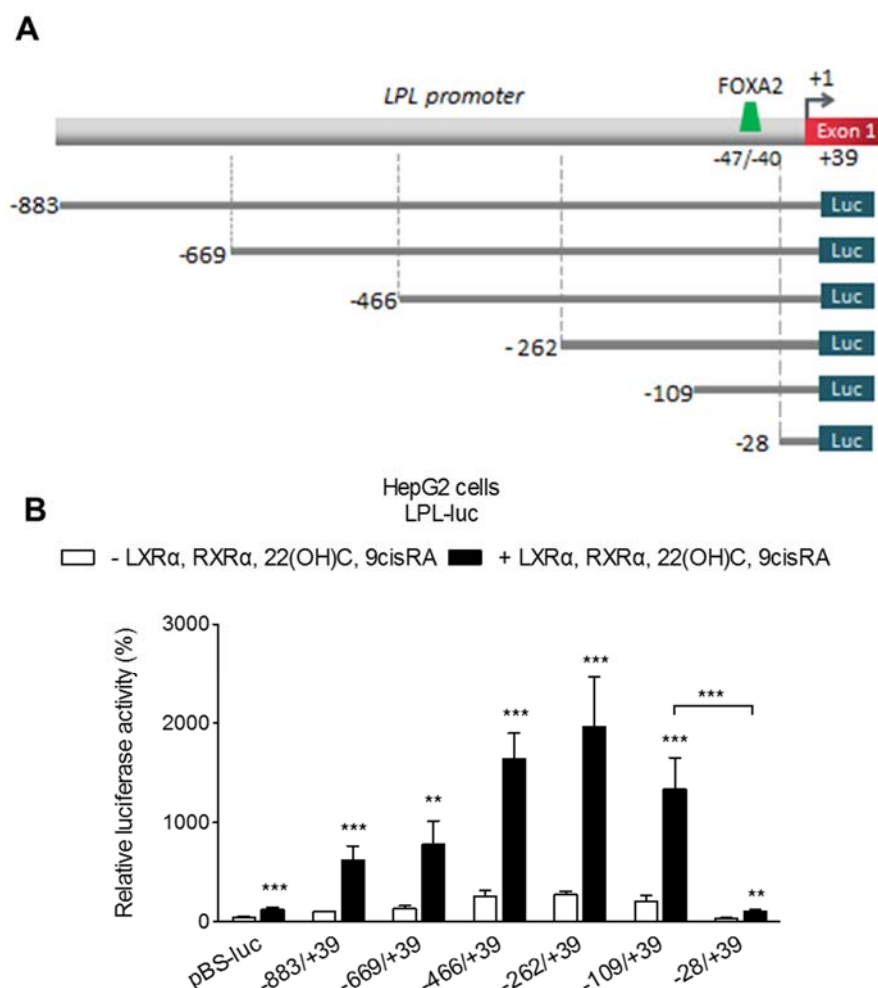 A
LPL promoter
FOXA2
+1
Exon 1
-47/-40
+39
-883
Luc
-669
Luc
-466
Luc
- 262
Luc
-109
Luc
-28
Luc
B
HepG2 cells
LPL-luc
- LXRα, RXRα, 22(OH)C, 9cisRA
+ LXRα, RXRα, 22(OH)C, 9cisRA
Relative luciferase activity (%)
3000
2000
1000
0
***
***
**
***
***
***
***
**
pBS-luc
-883/+39
-669/+39
-466/+39
-262/+39
-109/+39
-28/+39